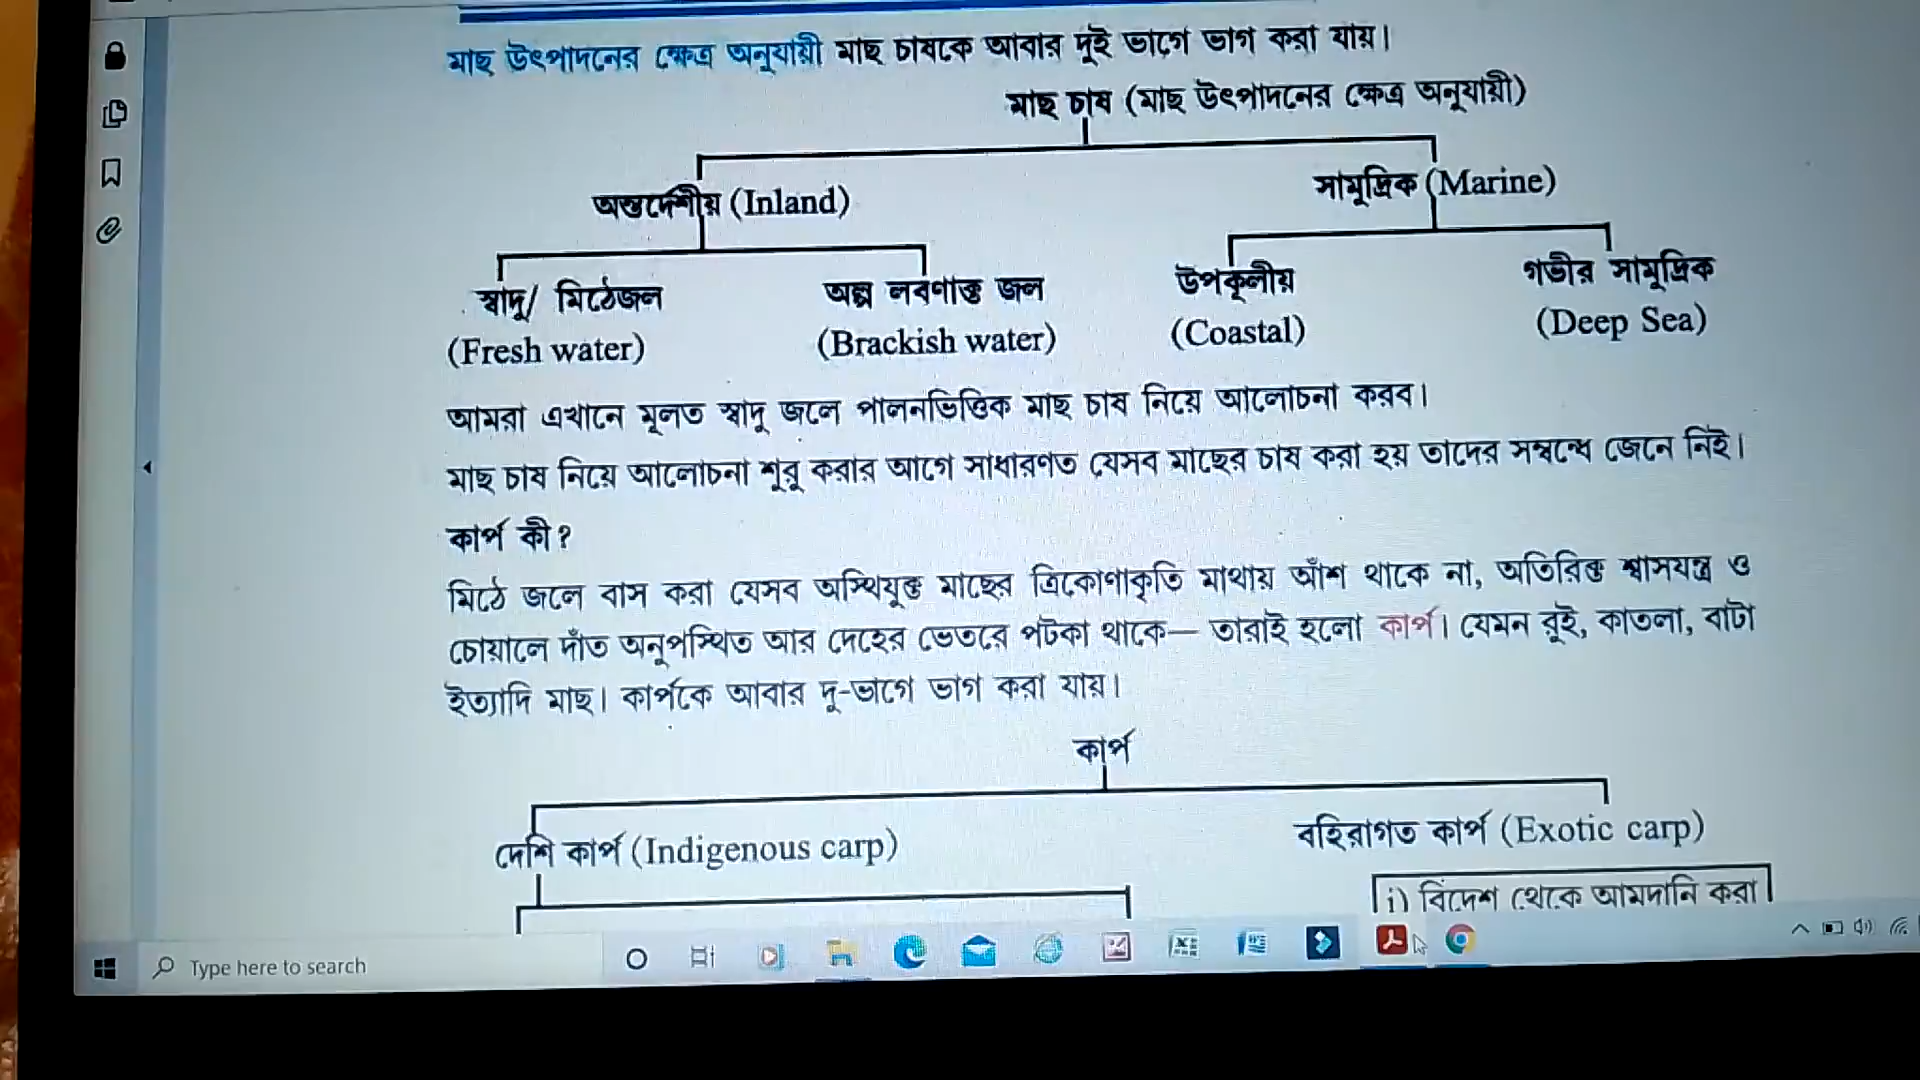 মাছ উৎপাদনের ক্ষেত্র অনুযায়ী মাছ চাষকে আবার দুই ভাগে ভাগ করা যায়।
মাছ চাষ (মাছ উৎপাদনের ক্ষেত্র অনুযায়ী)
অন্তর্দেশীয় (Inland)
সামুদ্রিক (Marine)
স্বাদু/ মিঠেজল
অল্প লবণাক্ত জল
উপকূলীয়
গভীর সামুদ্রিক
(Fresh water)
(Brackish water)
(Coastal)
(Deep Sea)
আমরা এখানে মূলত স্বাদু জলে পালনভিত্তিক মাছ চাষ নিয়ে আলোচনা করব।
মাছ চাষ নিয়ে আলোচনা শুরু করার আগে সাধারণত যেসব মাছের চাষ করা হয় তাদের সম্বন্ধে জেনে নিই।
কার্প কী?
মিঠে জলে বাস করা যেসব অস্থিযুক্ত মাছের ত্রিকোণাকৃতি মাথায় আঁশ থাকে না, অতিরিক্ত শ্বাসযন্ত্র ও
চোয়ালে দাঁত অনুপস্থিত আর দেহের ভেতরে পটকা থাকে— তারাই হলো কার্প। যেমন রুই, কাতলা, বাটা
ইত্যাদি মাছ। কার্পকে আবার দু-ভাগে ভাগ করা যায়।
কার্প
দেশি কার্প (Indigenous carp)
বহিরাগত কার্প (Exotic carp)
i) বিদেশ থেকে আমদানি করা
Type here to search